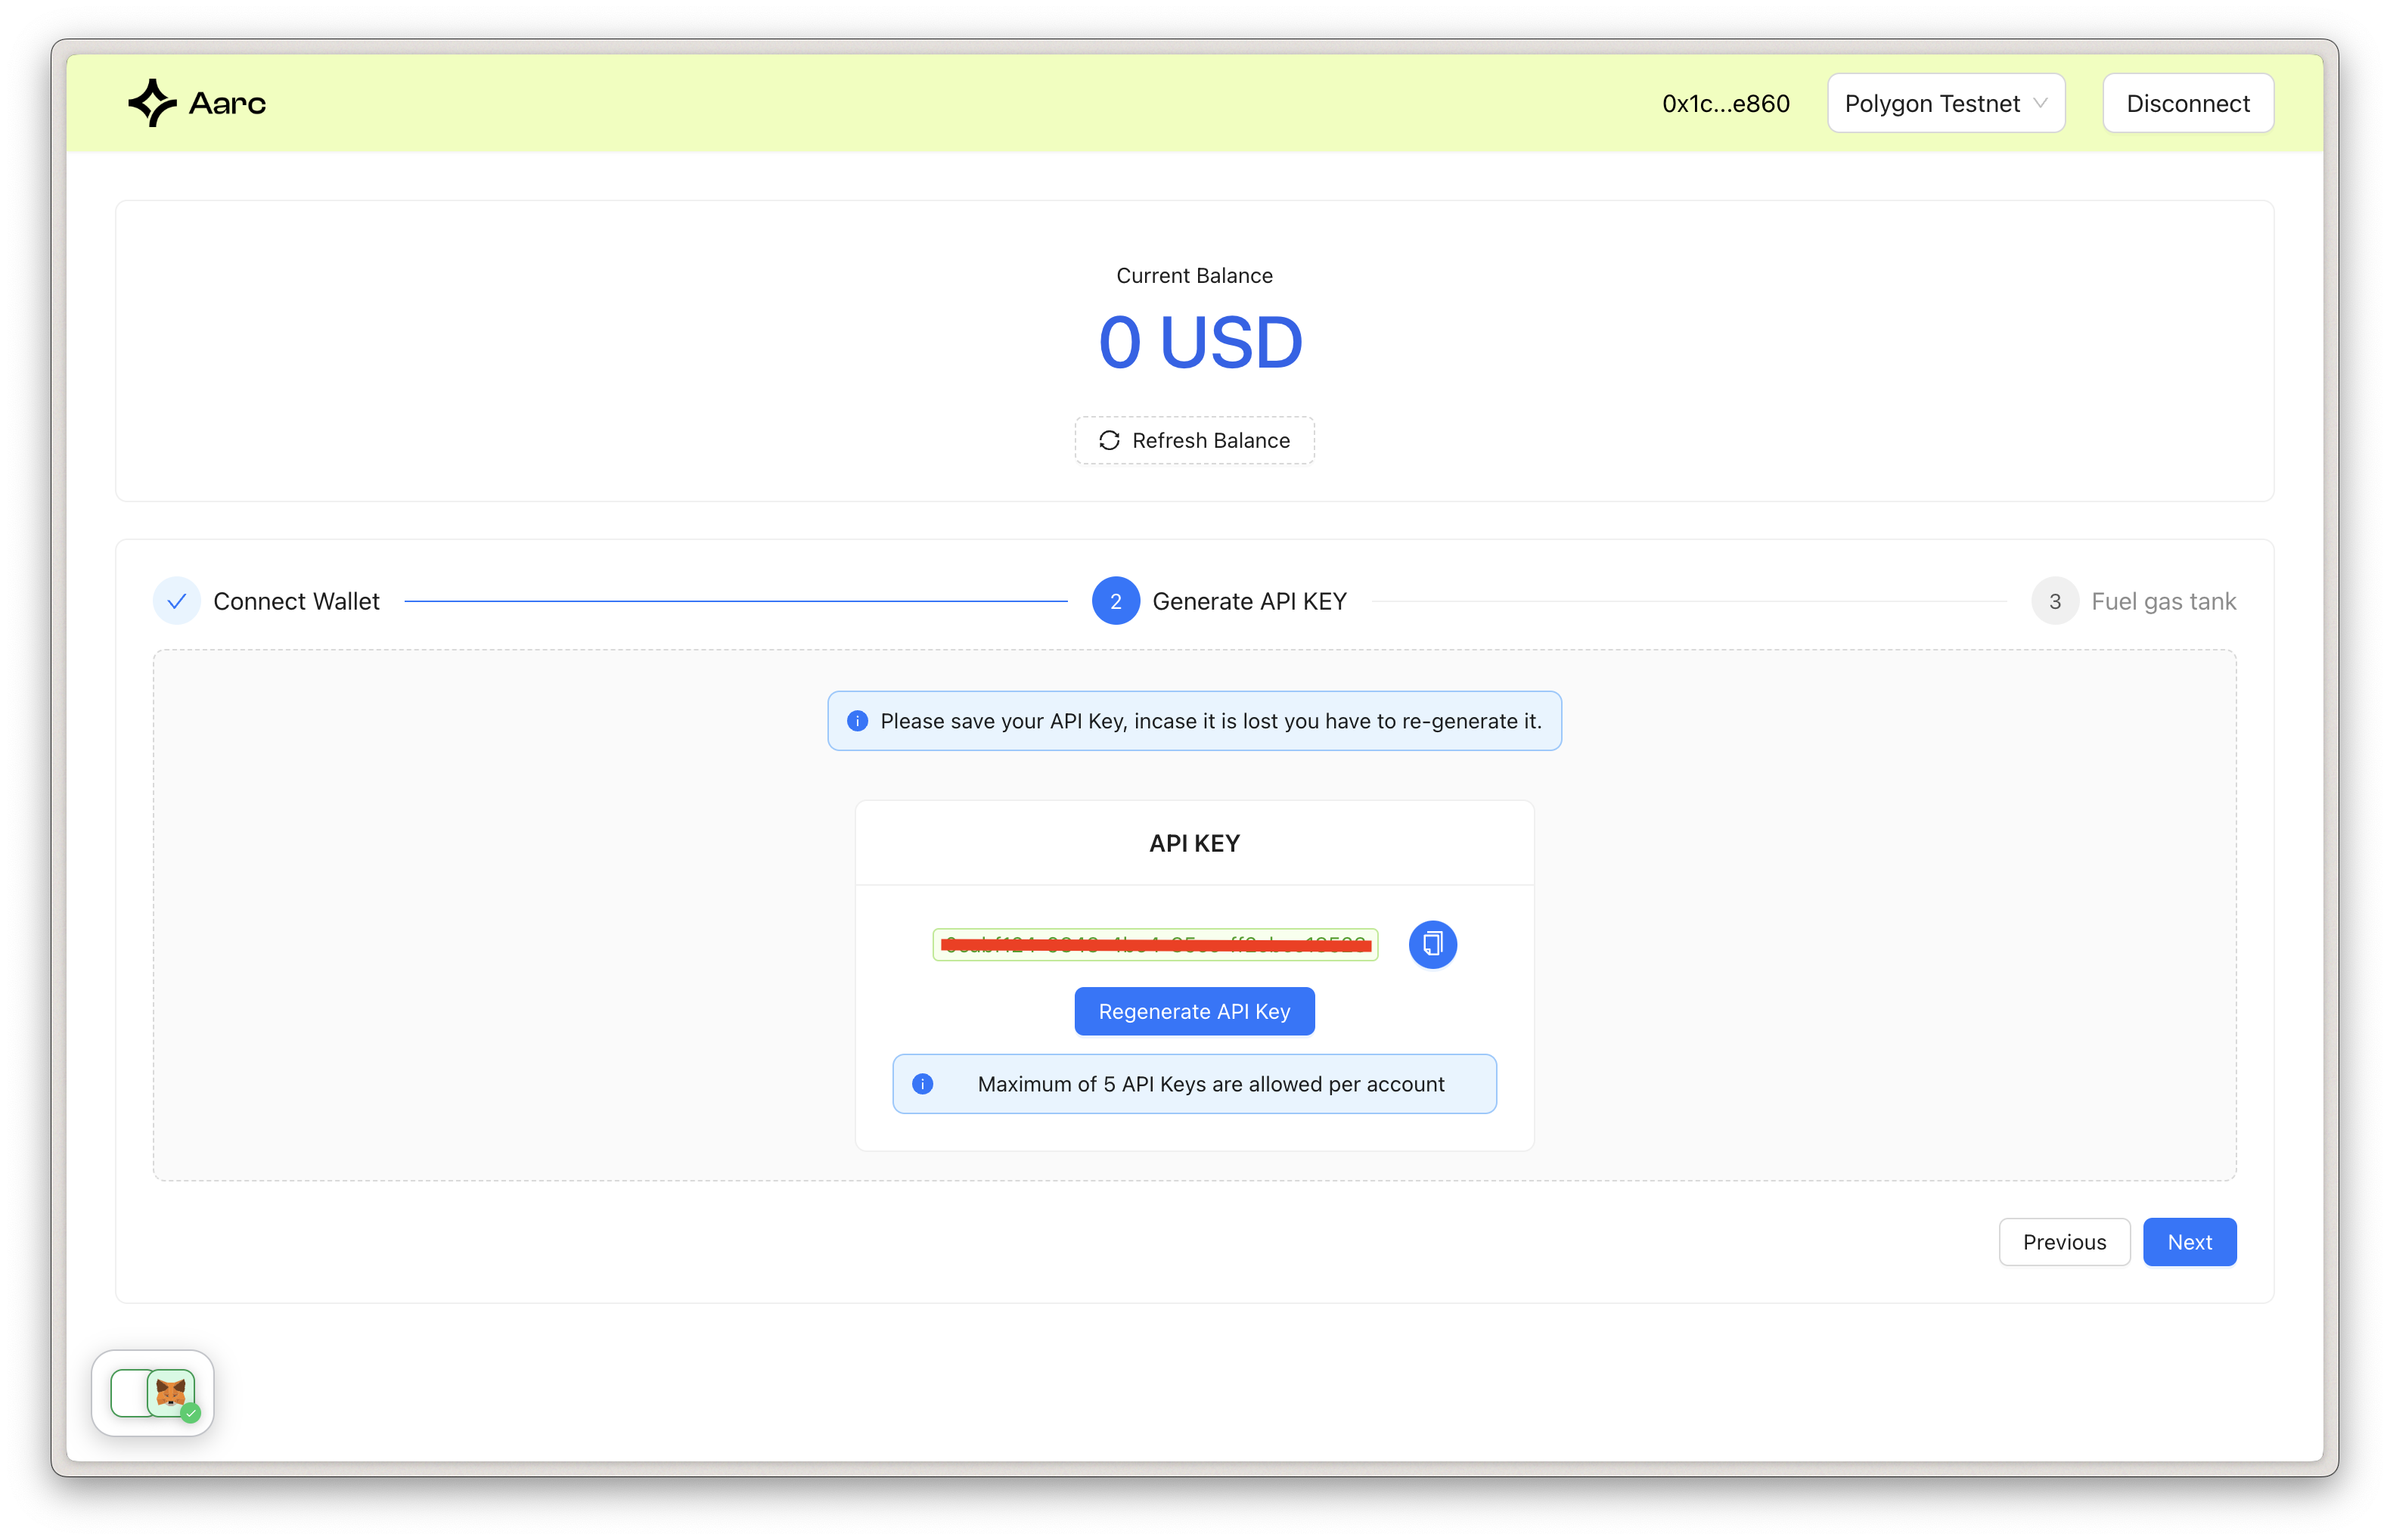 Aarc
0x1c...e860
Polygon Testnet
Disconnect
Current Balance
0 USD
Refresh Balance
Connect Wallet
2 Generate API KEY
3 Fuel gas tank
Please save your API Key, incase it is lost you have to re-generate it.
API KEY
Regenerate API Key
Maximum of 5 API Keys are allowed per account
Previous
Next